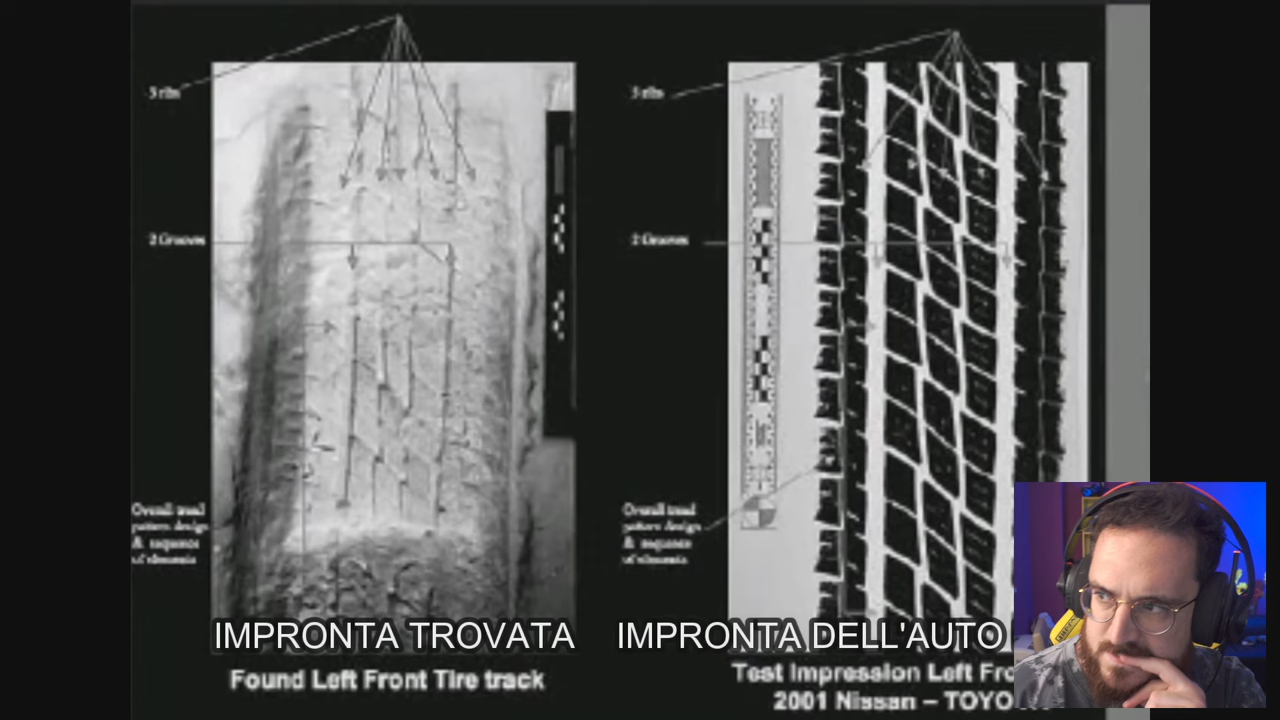 5 ribs
5 ribs
2 Grooves
2 Grooves
Overall tread
pattern design
& sequence
of elements
Overall tread
pattern design
& sequence
of elements
IMPRONTA TROVATA
IMPRONTA DELL'AUTO
Found Left Front Tire track
Test Impression Left Fro
2001 Nissan – TOYO